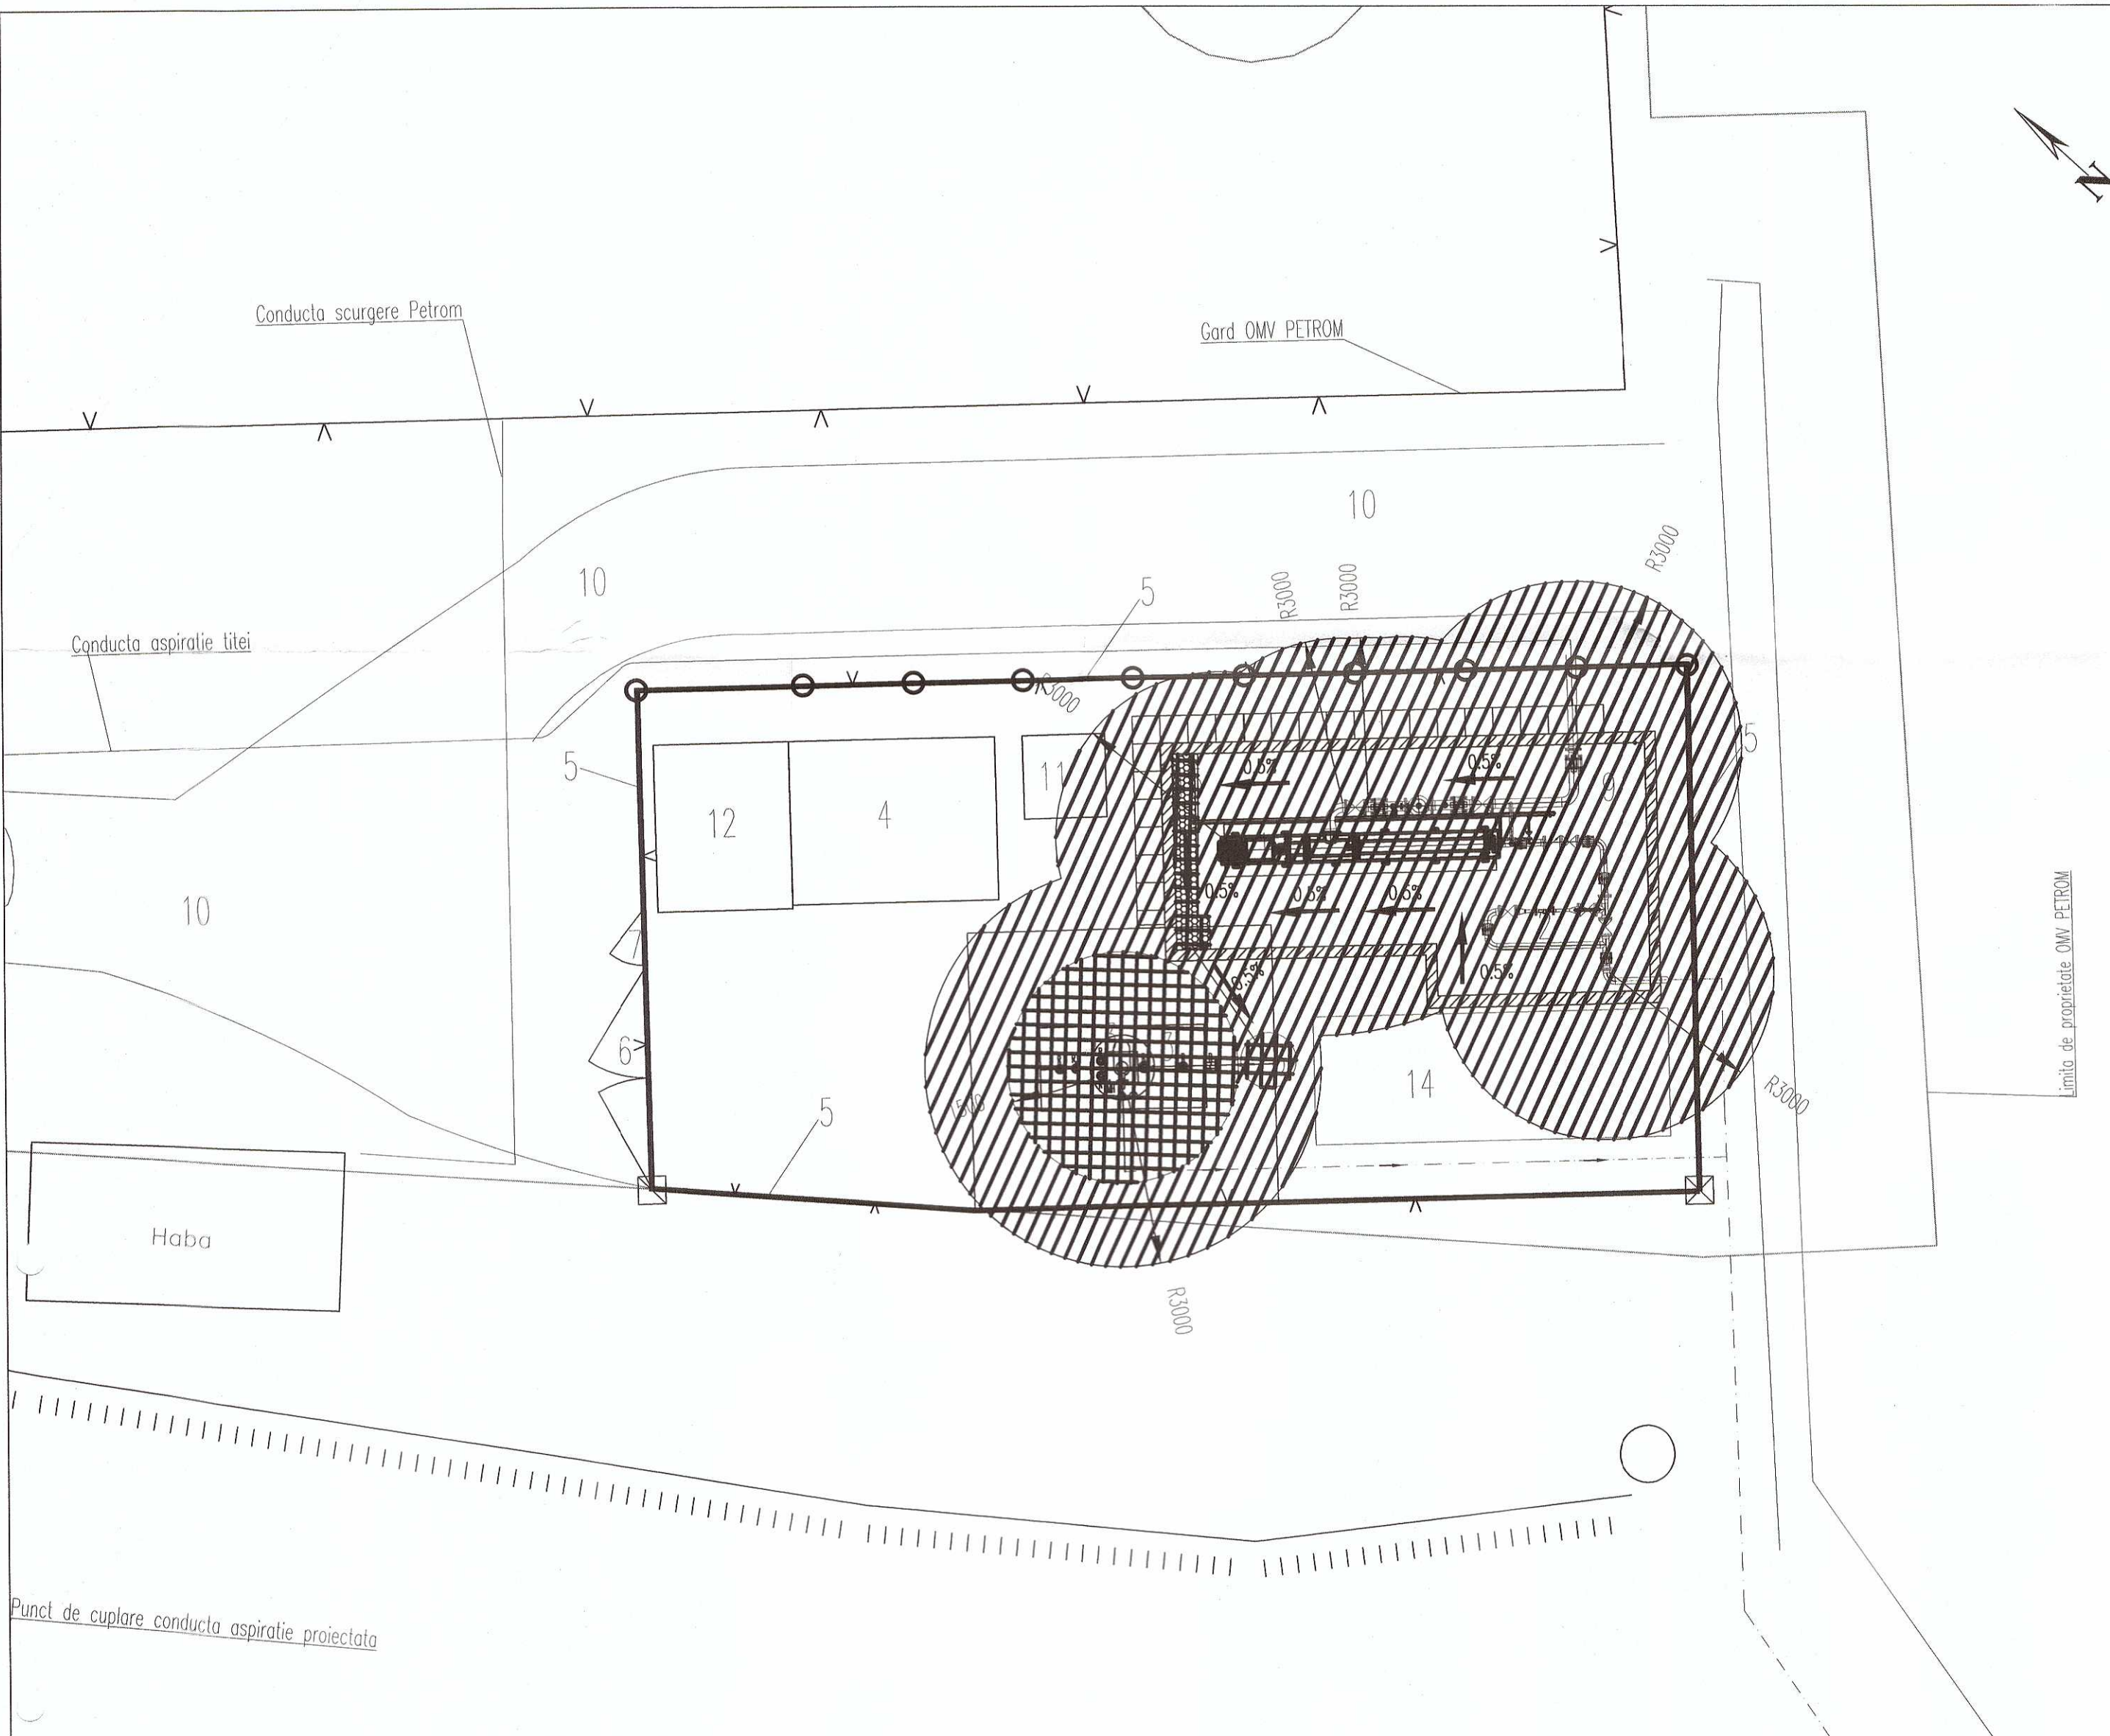 N
Conducta scurgere Petrom
Gard OMV PETROM
10
R3000
10
R3000
R3000
5
Conducta aspiratie titei
R3000
5
5
11
0.5%
0.5%
9
12
4
10
0.5%
0.5%
0.5%
2
7
0.5%
0.5%
Limita de proprietate OMV PETROM
6
3
14
5
R3000
Haba
R3000
Punct de cuplare conducta aspiratie proiectata